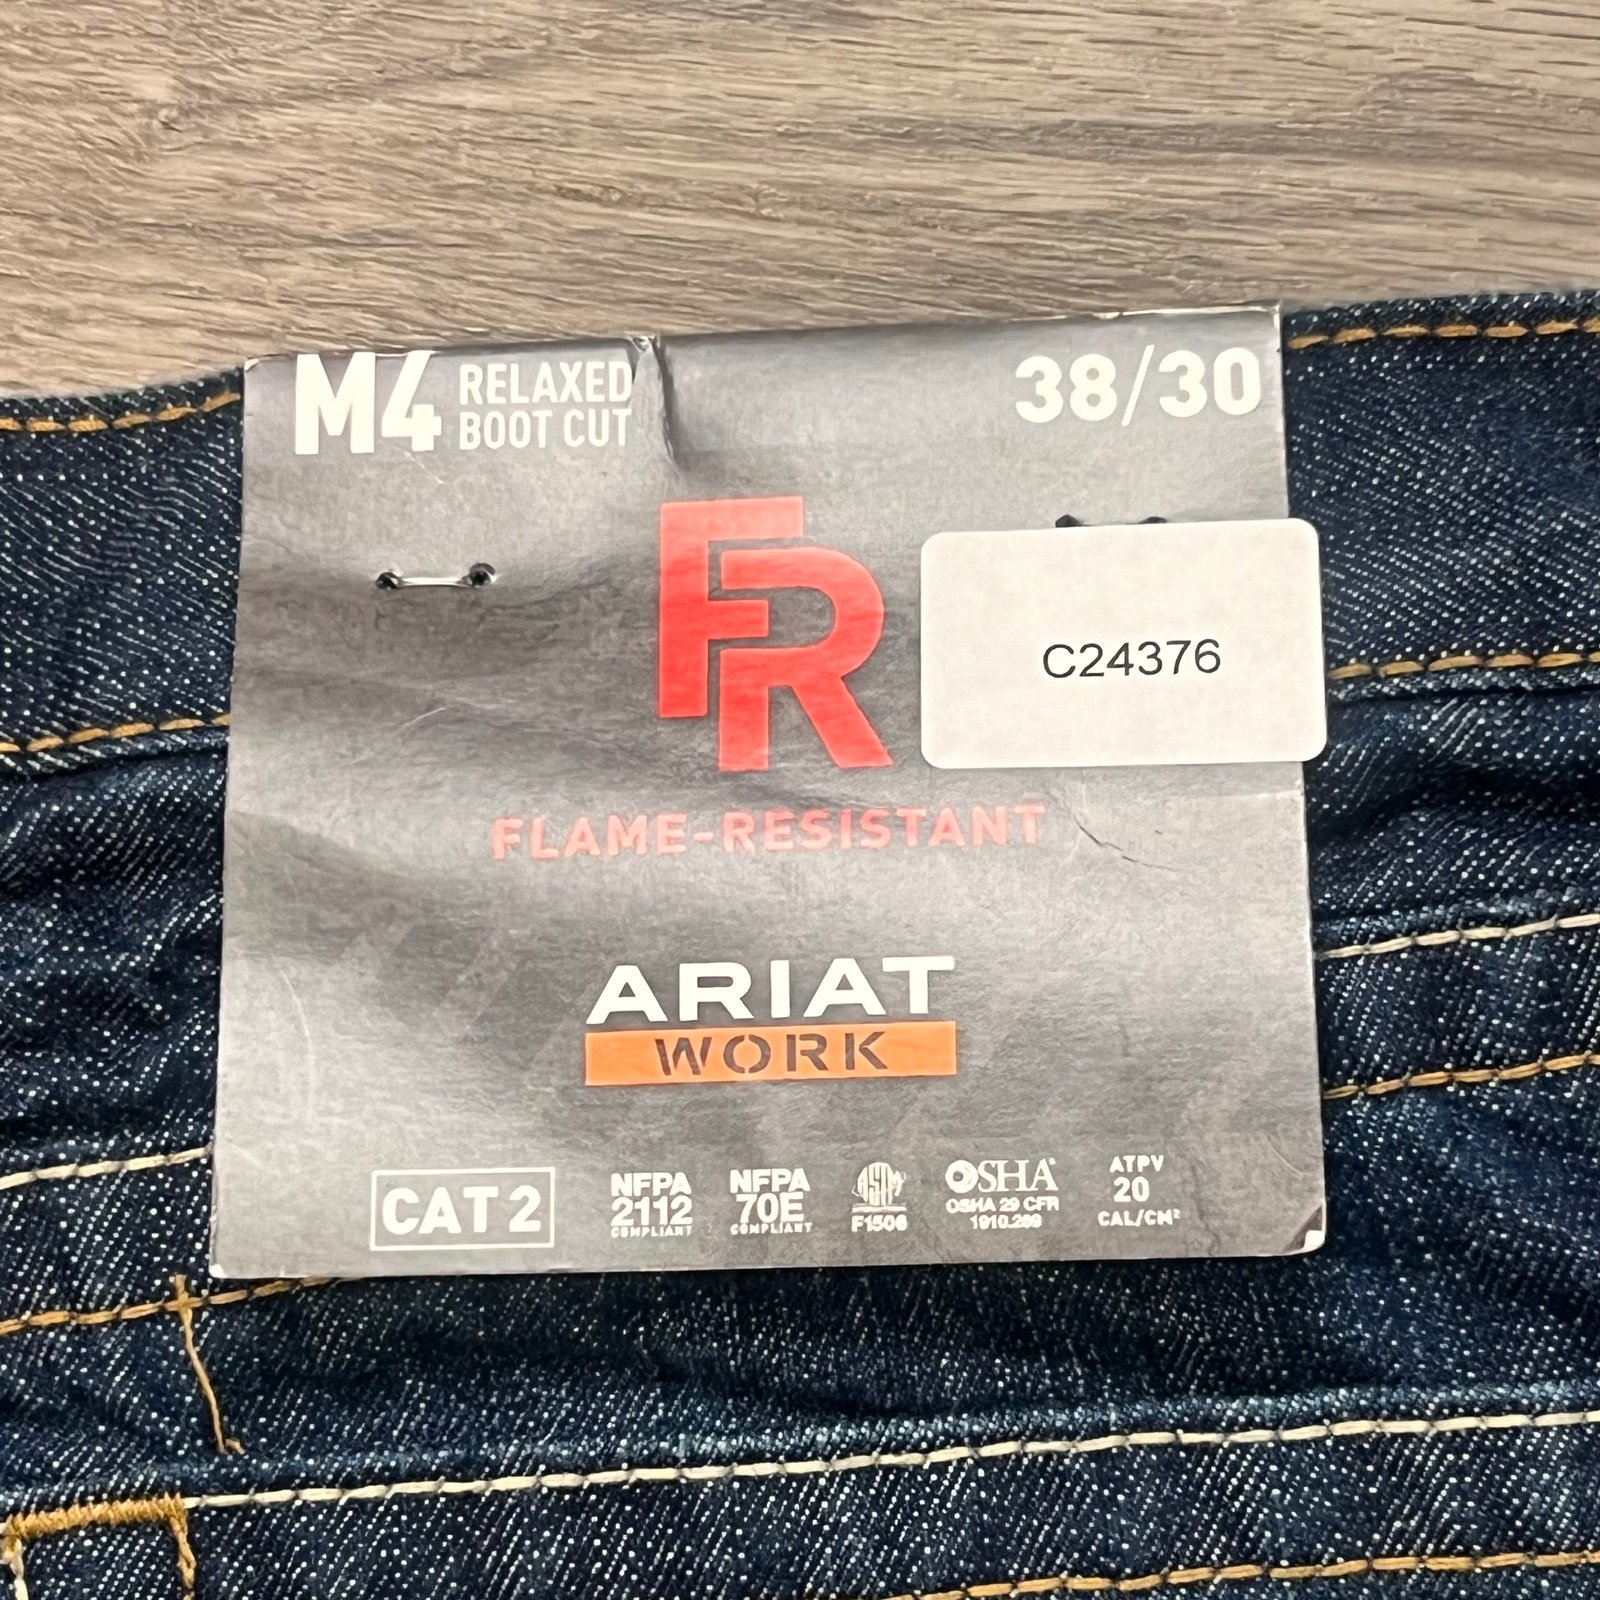 M4 RELAXED
BOOT CUT
38/30
FR
C24376
FLAME-RESISTANT
ARIAT
WORK
CAT 2
NFPA
2112
COMPLIANT
NFPA
70E
COMPLIANT
ASTM
F1506
OSHA
OSHA 29 CFR
1910.269
ATPV
20
CAL/CM²